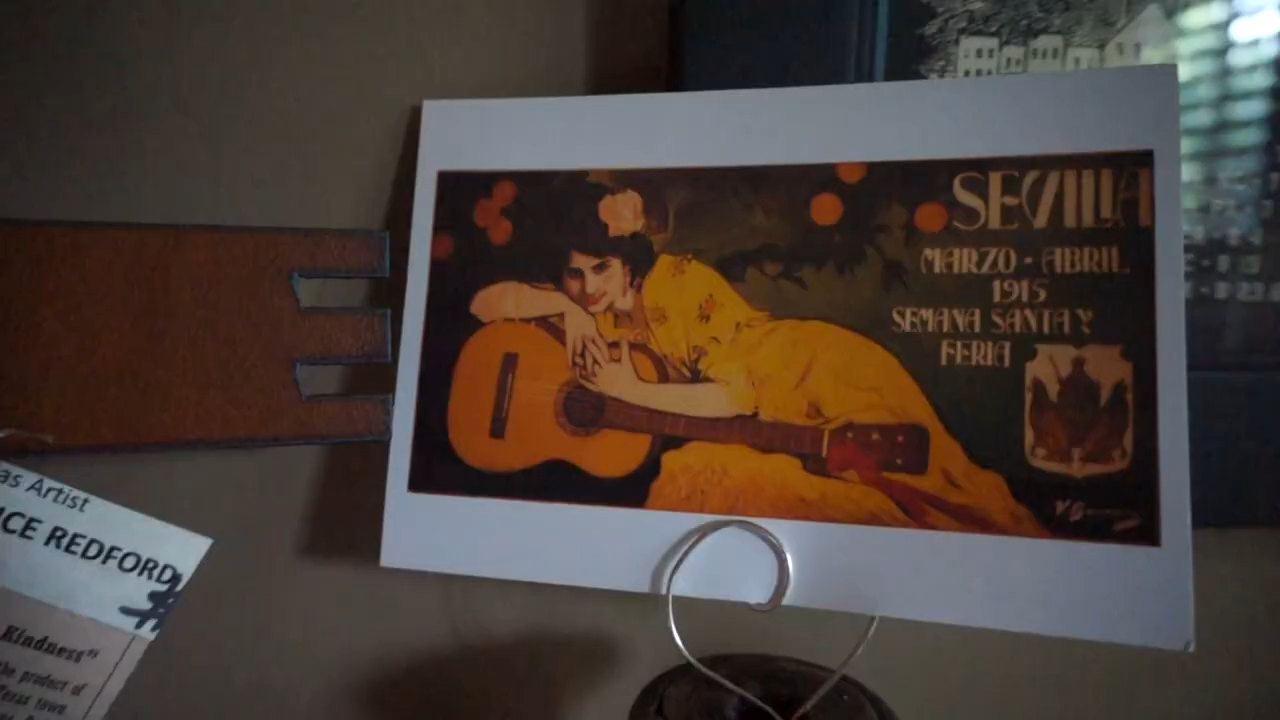 SEVILLA
MARZO - ABRIL
1915
SEMANA SANTA Y
FERIA
as Artist
CE REDFORD
Kindness"
the product of
Texas town